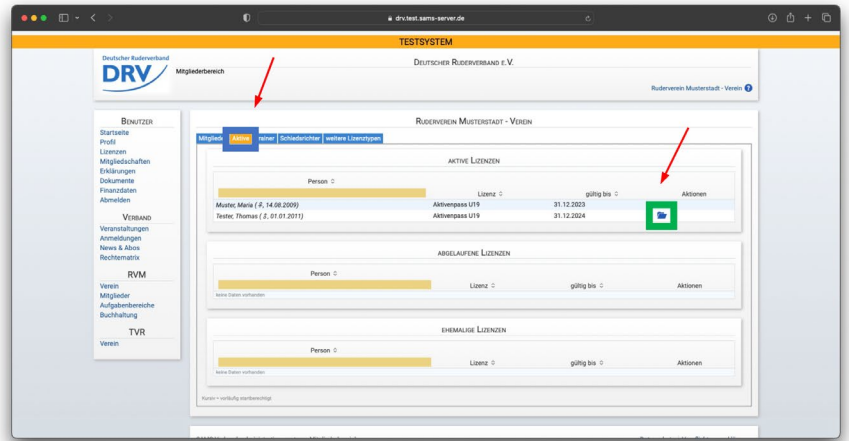 drv.test.sams-server.de
TESTSYSTEM
Deutscher Ruderverband
DRV
Mitgliederbereich
DEUTSCHER RUDERVERBAND E.V.
Ruderverein Musterstadt - Verein ?
BENUTZER
Startseite
Profil
Lizenzen
Mitgliedschaften
Erklärungen
Dokumente
Finanzdaten
Abmelden
VERBAND
Veranstaltungen
Anmeldungen
News & Abos
Rechtematrix
RVM
Verein
Mitglieder
Aufgabenbereiche
Buchhaltung
TVR
Verein
RUDERVEREIN MUSTERSTADT - VEREIN
Aktive Schiedsrichter weitere Lizenztypen
AKTIVE LIZENZEN
Person
Lizenz gültig bis Aktionen
Muster, Maria ( , 14.08.2009) Aktivenpass U19 31.12.2023
Tester, Thomas ( , 01.01.2011) Aktivenpass U19 31.12.2024
ABGELAUFENE LIZENZEN
Person
Lizenz gültig bis Aktionen
Keine Daten vorhanden
EHEMALIGE LIZENZEN
Person
Lizenz gültig bis Aktionen
Keine Daten vorhanden
Kursiv = vorläufig startberechtigt